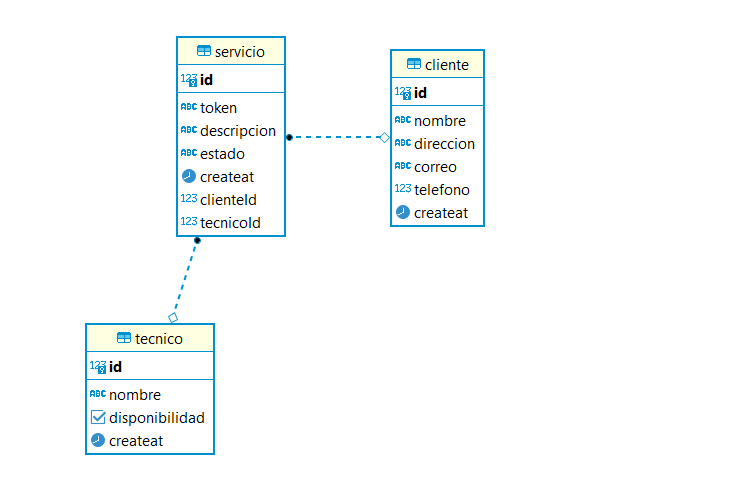 servicio
123 id
ABC token
ABC descripcion
ABC estado
createat
123 clienteId
123 tecnicoId
cliente
123 id
ABC nombre
ABC direccion
ABC correo
123 telefono
createat
tecnico
123 id
ABC nombre
disponibilidad
createat